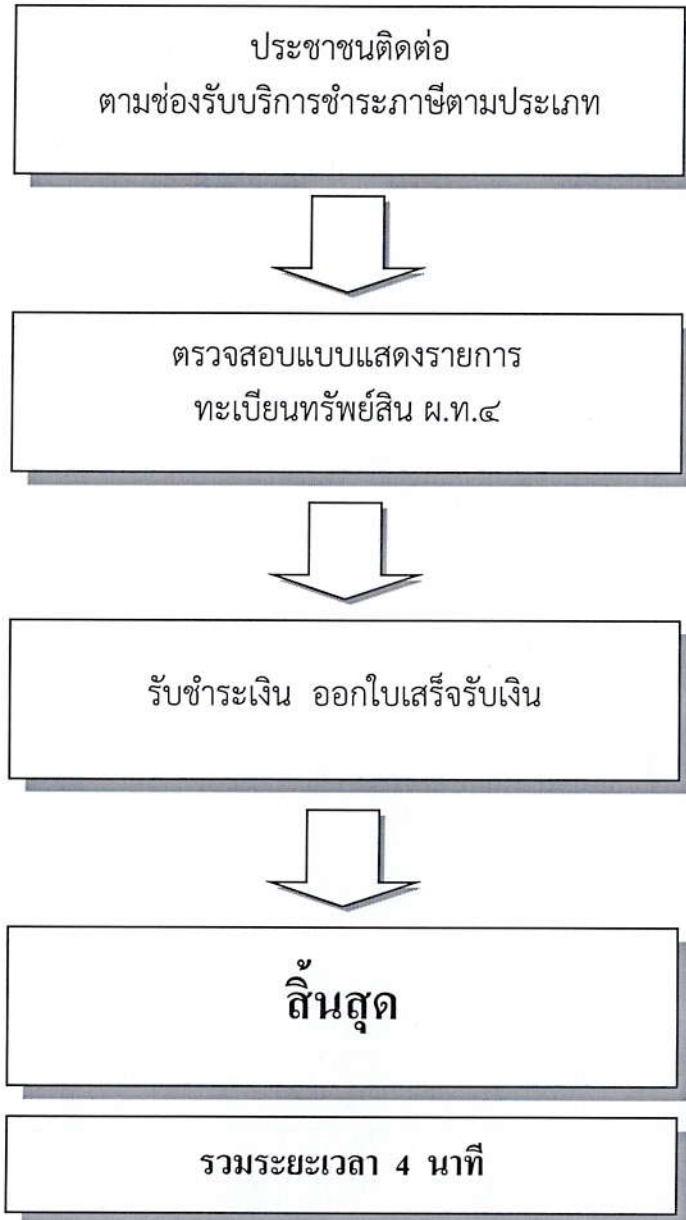 ประชาชนติดต่อ
ตามช่องรับบริการชำระภาษีตามประเภท
ตรวจสอบแบบแสดงรายการ
ทะเบียนทรัพย์สิน ผ.ท.๔
รับชำระเงิน ออกใบเสร็จรับเงิน
สิ้นสุด
รวมระยะเวลา 4 นาที